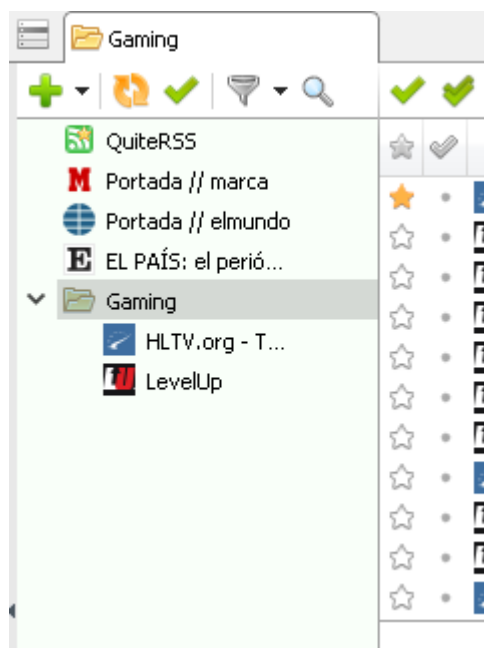 Gaming
QuiteRSS
M Portada // marca
Portada // elmundo
E EL PAÍS: el perió...
Gaming
HLTV.org - T...
LevelUp